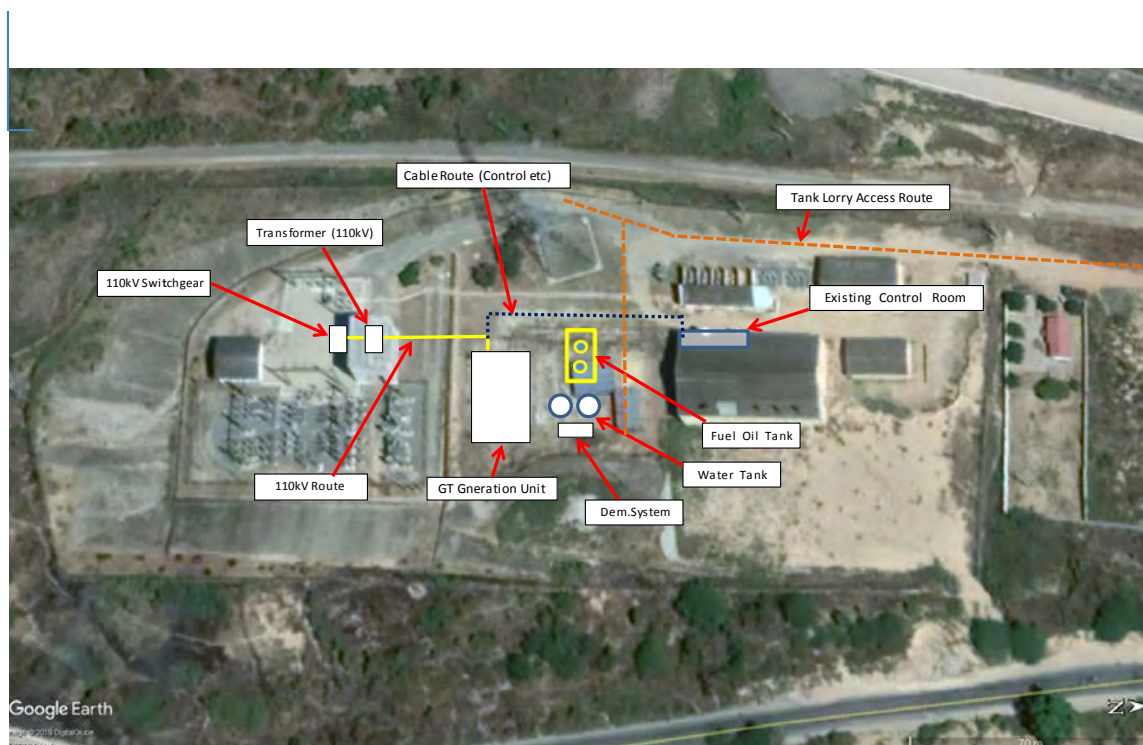 Cable Route (Control etc)
Tank Lorry Access Route
Transformer (110kV)
110kV Switchgear
Existing Control Room
Fuel Oil Tank
110kV Route
GT Gneration Unit
Water Tank
Dem.System
Google Earth
N
70 m